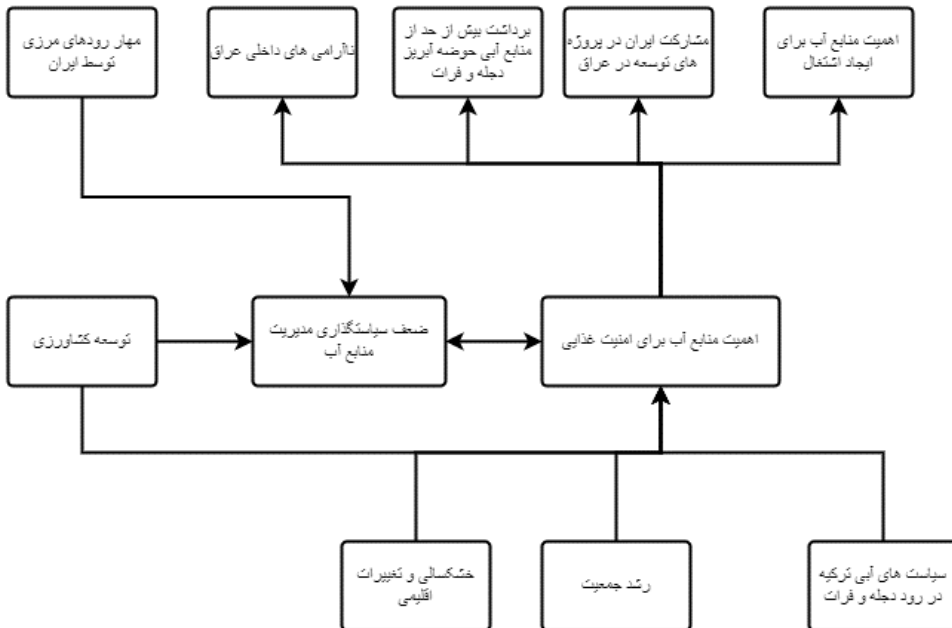 مهار رودهای مرزی
توسط ایران
ناآرامی های داخلی عراق
برداشت بیش از حد از
منابع آبی حوضه آبریز
دجله و فرات
مشارکت ایران در پروژه
های توسعه در عراق
اهمیت منابع آب برای
ایجاد اشتغال
توسعه کشاورزی
ضعف سیاستگذاری مدیریت
منابع آب
اهمیت منابع آب برای امنیت غذایی
خشکسالی و تغییرات
اقلیمی
رشد جمعیت
سیاست های آبی ترکیه
در رود دجله و فرات